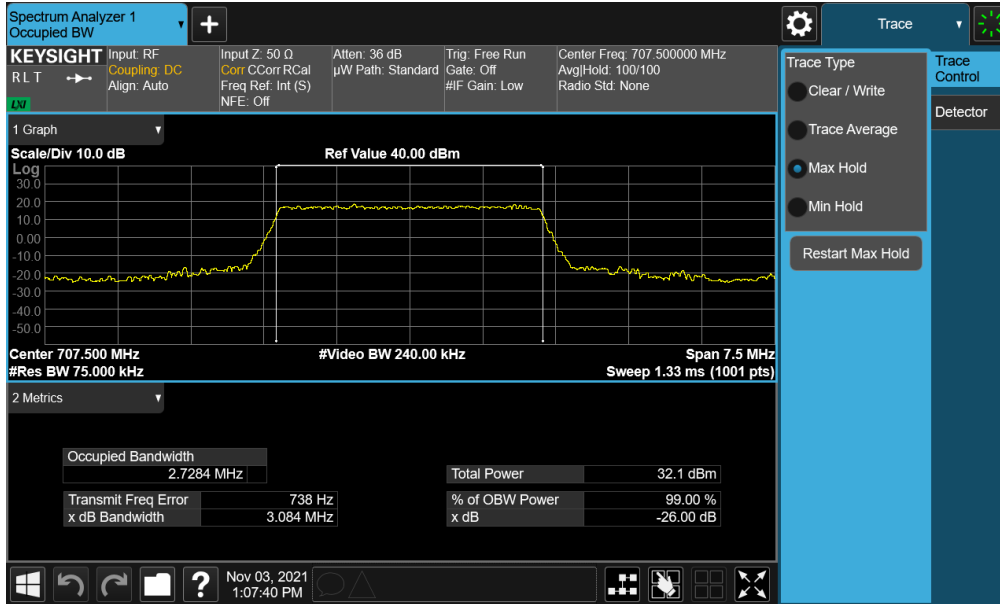 Spectrum Analyzer 1
Occupied BW
Trace
KEYSIGHT
R L T
LXI
Input: RF
Coupling: DC
Align: Auto
Input Z: 50 Ω
Corr CCorr RCal
Freq Ref: Int (S)
NFE: Off
Atten: 36 dB
µW Path: Standard
Trig: Free Run
Gate: Off
#IF Gain: Low
Center Freq: 707.500000 MHz
Avg|Hold: 100/100
Radio Std: None
Trace Type
Clear / Write
Trace Average
Max Hold
Min Hold
Restart Max Hold
Trace
Control
Detector
1 Graph
Scale/Div 10.0 dB
Ref Value 40.00 dBm
Log
30.0
20.0
10.0
0.00
-10.0
-20.0
-30.0
-40.0
-50.0
Center 707.500 MHz
#Video BW 240.00 kHz
Span 7.5 MHz
#Res BW 75.000 kHz
Sweep 1.33 ms (1001 pts)
2 Metrics
Occupied Bandwidth
2.7284 MHz
Total Power 32.1 dBm
Transmit Freq Error 738 Hz
% of OBW Power 99.00 %
x dB Bandwidth 3.084 MHz
x dB -26.00 dB
?
Nov 03, 2021
1:07:40 PM